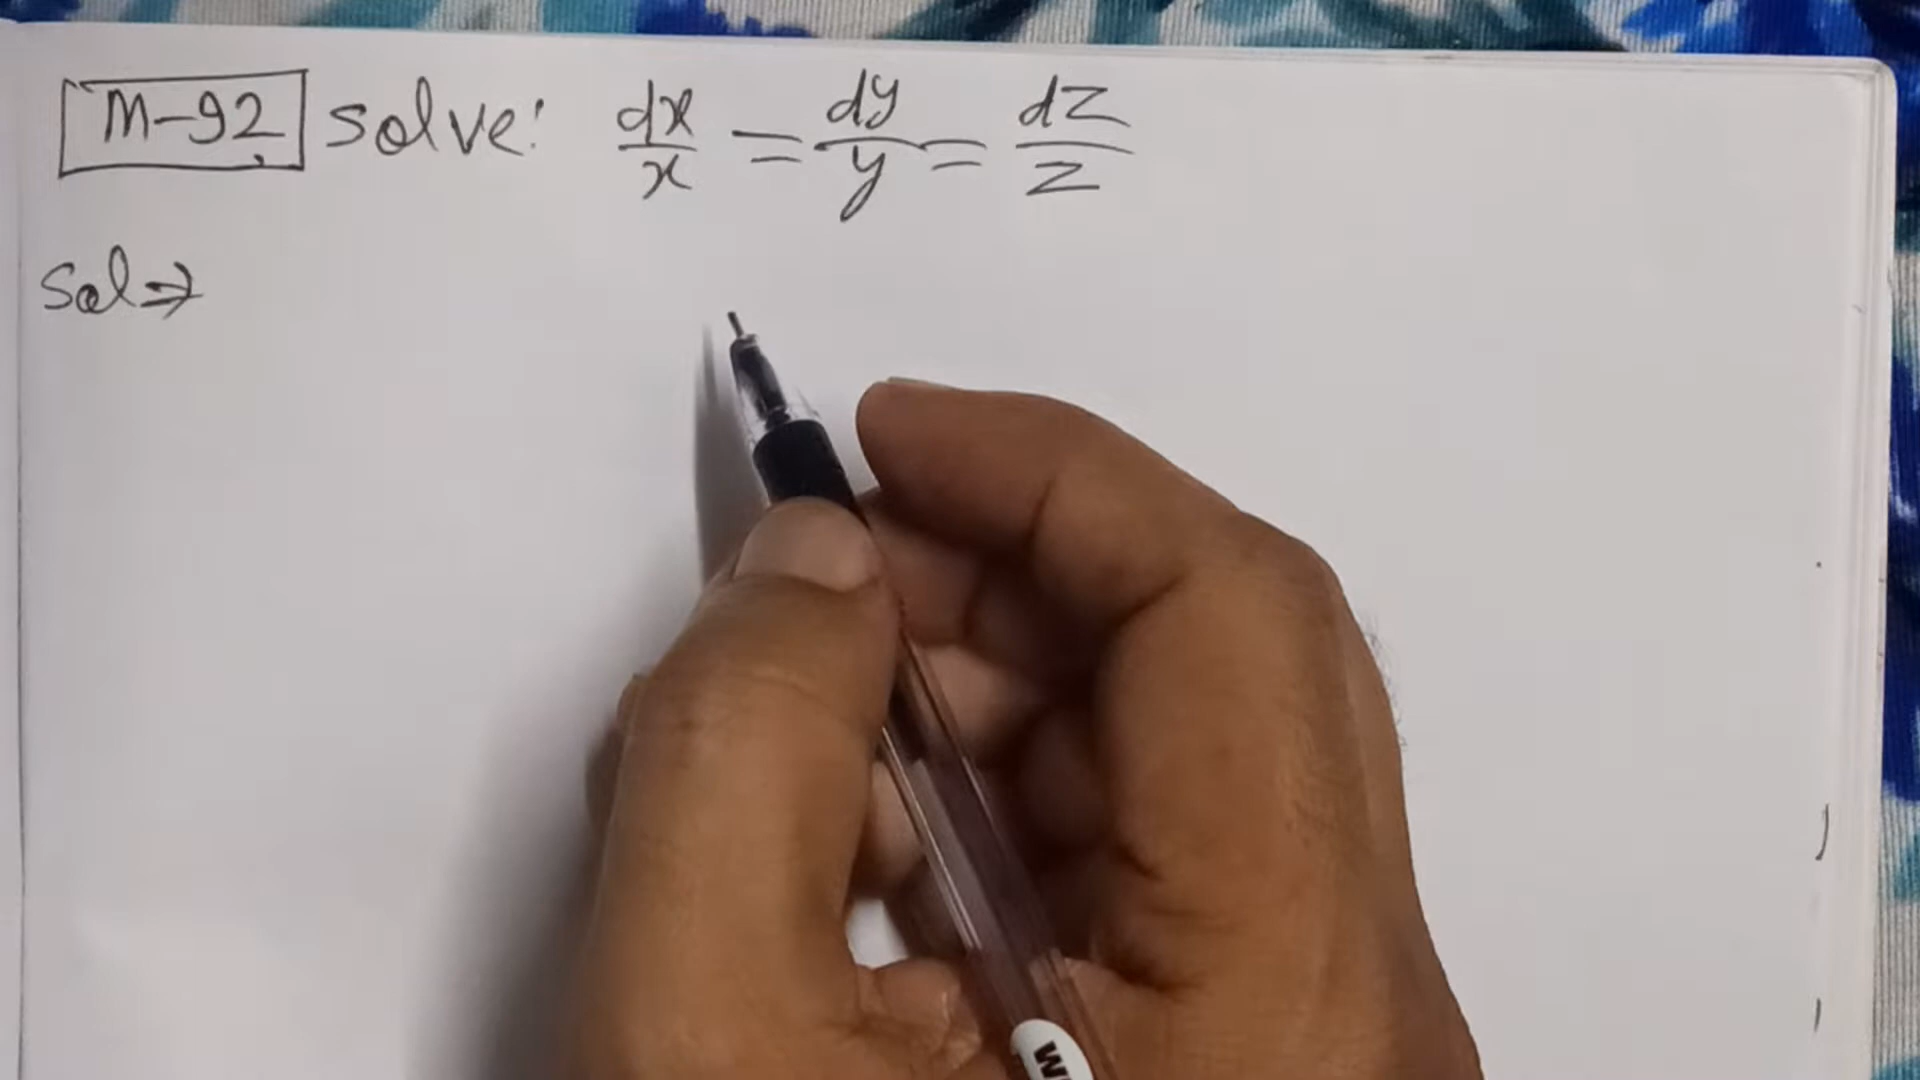 M-92 solve: dx/x = dy/y = dz/z
Sol⇒
W